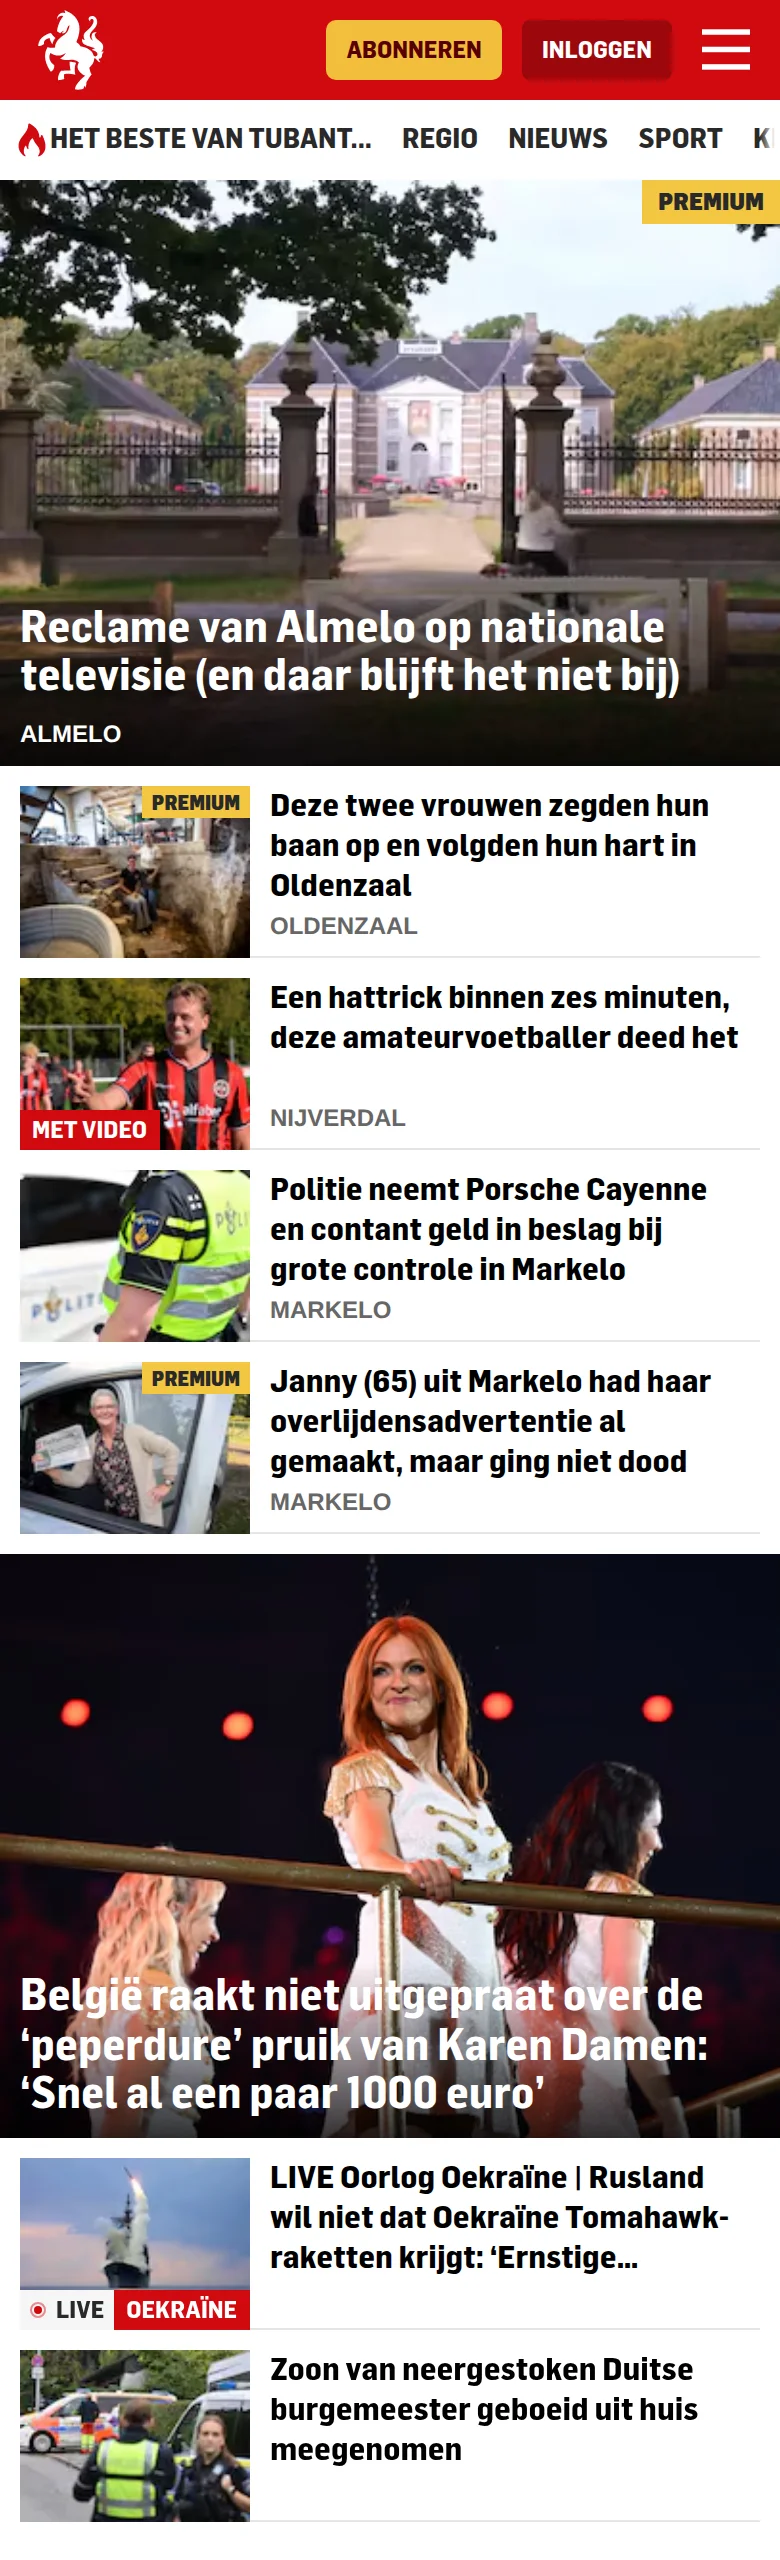 ABONNEREN
INLOGGEN
HET BESTE VAN TUBANT...
REGIO
NIEUWS
SPORT
PREMIUM
Reclame van Almelo op nationale
televisie (en daar blijft het niet bij)
ALMELO
PREMIUM
Deze twee vrouwen zegden hun
baan op en volgden hun hart in
Oldenzaal
OLDENZAAL
Een hattrick binnen zes minuten,
deze amateurvoetballer deed het
MET VIDEO
NIJVERDAL
Politie neemt Porsche Cayenne
en contant geld in beslag bij
grote controle in Markelo
MARKELO
PREMIUM
Janny (65) uit Markelo had haar
overlijdensadvertentie al
gemaakt, maar ging niet dood
MARKELO
België raakt niet uitgepraat over de
‘peperdure’ pruik van Karen Damen:
‘Snel al een paar 1000 euro’
LIVE Oorlog Oekraïne | Rusland
wil niet dat Oekraïne Tomahawk-
raketten krijgt: ‘Ernstige...
LIVE
OEKRAÏNE
Zoon van neergestoken Duitse
burgemeester geboeid uit huis
meegenomen